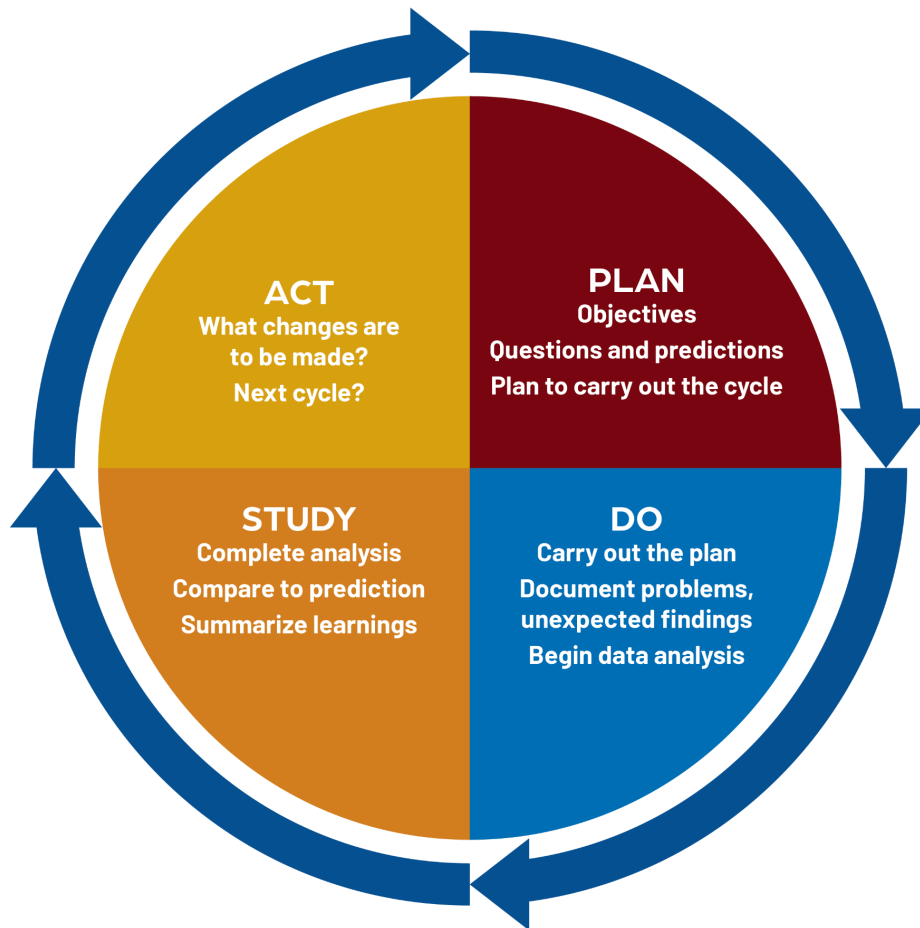 ACT
What changes are
to be made?
Next cycle?
PLAN
Objectives
Questions and predictions
Plan to carry out the cycle
STUDY
Complete analysis
Compare to prediction
Summarize learnings
DO
Carry out the plan
Document problems,
unexpected findings
Begin data analysis